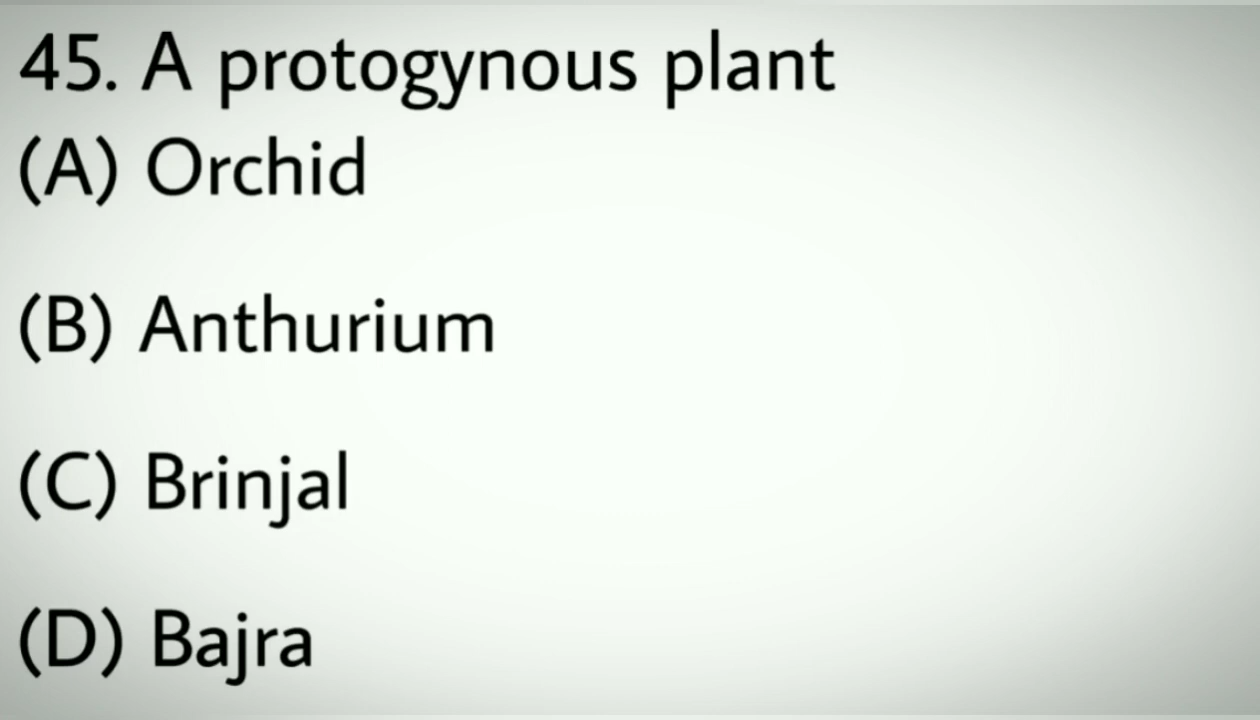 45. A protogynous plant
(A) Orchid
(B) Anthurium
(C) Brinjal
(D) Bajra